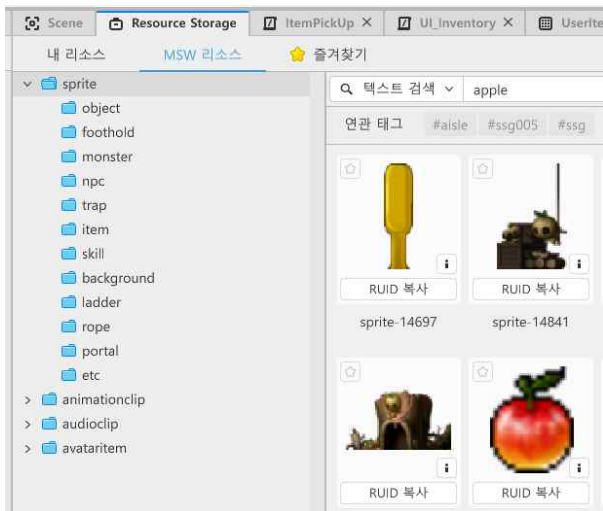 Scene Resource Storage ItemPickUp UI_Inventory UserIte
내 리소스 MSW 리소스 즐겨찾기
sprite
object
foothold
monster
npc
trap
item
skill
background
ladder
rope
portal
etc
animationclip
audioclip
avataritem
텍스트 검색 apple
연관 태그 #aisle #ssg005 #ssg
RUID 복사 RUID 복사
sprite-14697 sprite-14841
RUID 복사 RUID 복사